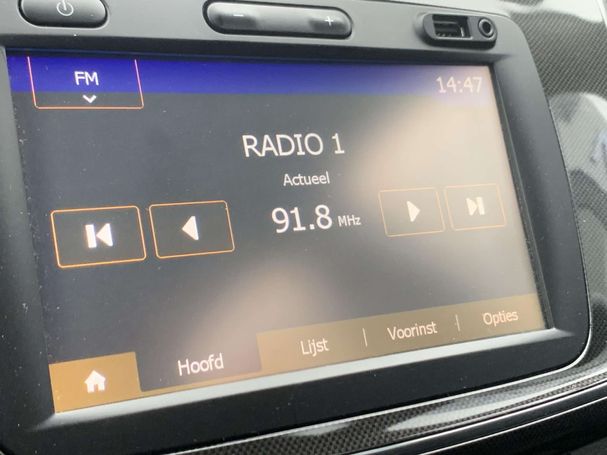 FM
14:47
RADIO 1
Actueel
91.8 MHz
Hoofd
Lijst
Voorinst
Opties